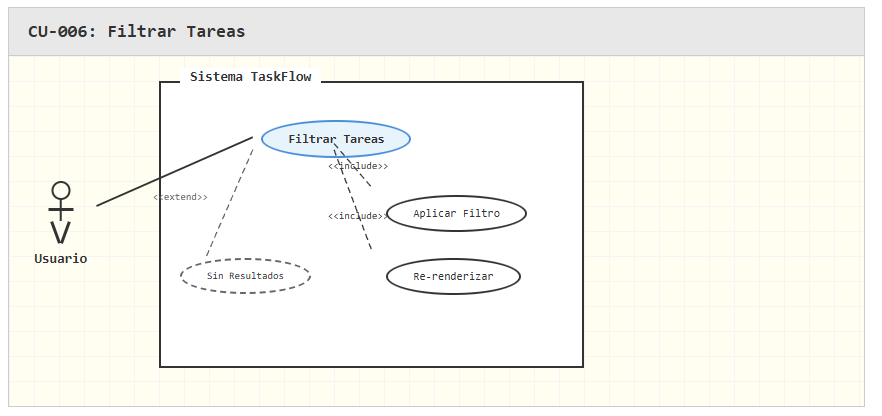 CU-006: Filtrar Tareas
Sistema TaskFlow
Filtrar Tareas
<<include>>
<<extend>>
<<include>>
Aplicar Filtro
Usuario
Sin Resultados
Re-renderizar